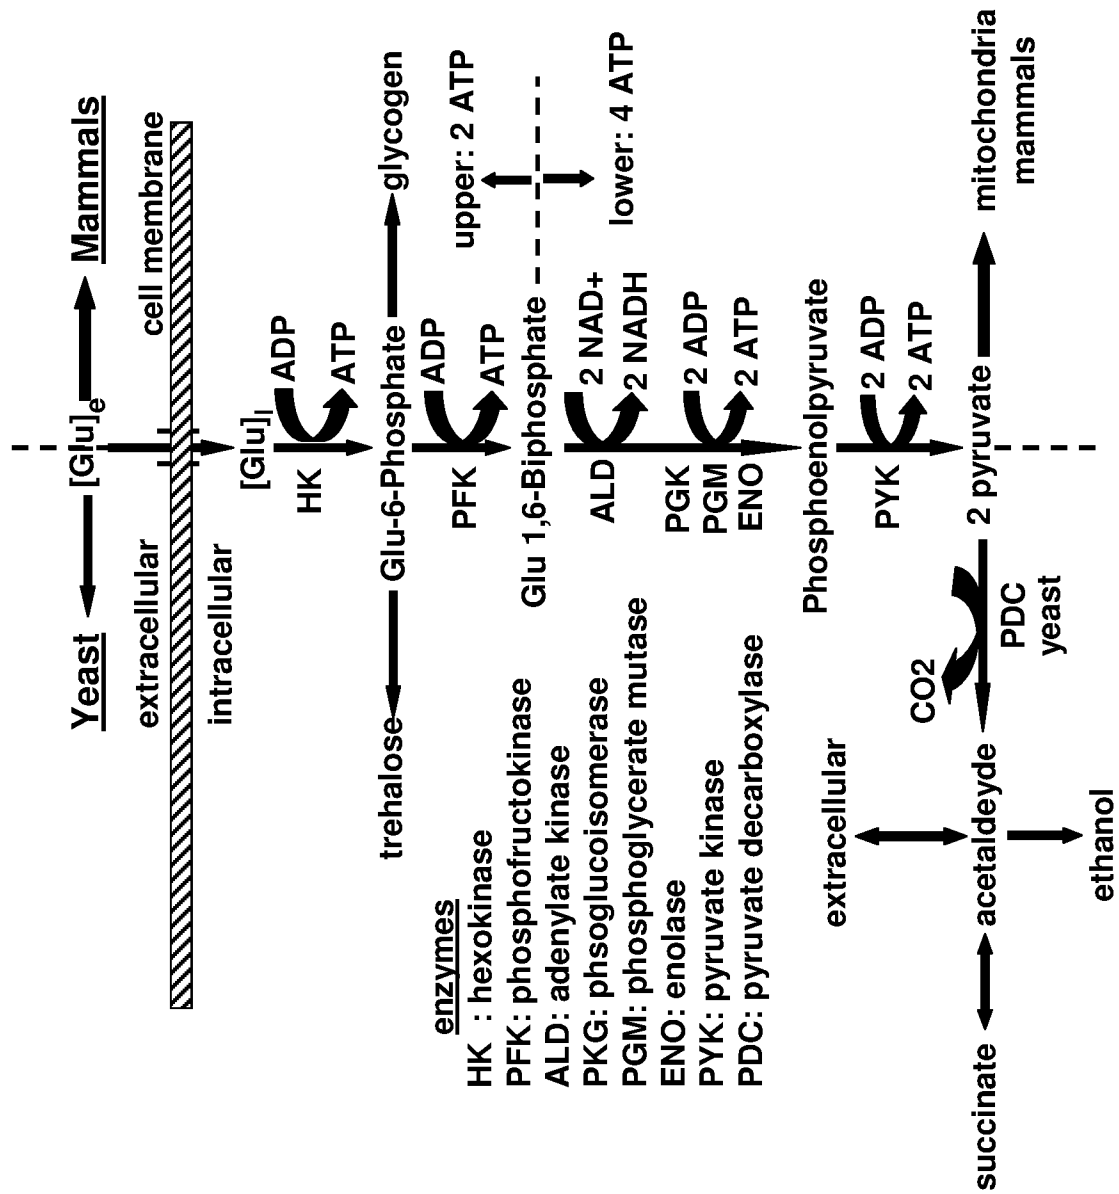 Yeast
[Glu]e
Mammals
extracellular
cell membrane
intracellular
[Glu]i
HK
ADP
ATP
trehalose
Glu-6-Phosphate
glycogen
PFK
ADP
ATP
upper: 2 ATP
Glu 1,6-Biphosphate
lower: 4 ATP
ALD
2 NAD+
2 NADH
PGK
PGM
ENO
2 ADP
2 ATP
Phosphoenolpyruvate
PYK
2 ADP
2 ATP
enzymes
HK : hexokinase
PFK: phosphofructokinase
ALD: adenylate kinase
PKG: phsoglucoisomerase
PGM: phosphoglycerate mutase
ENO: enolase
PYK: pyruvate kinase
PDC: pyruvate decarboxylase
extracellular
CO2
succinate
acetaldeyde
2 pyruvate
mitochondria
mammals
PDC
yeast
ethanol